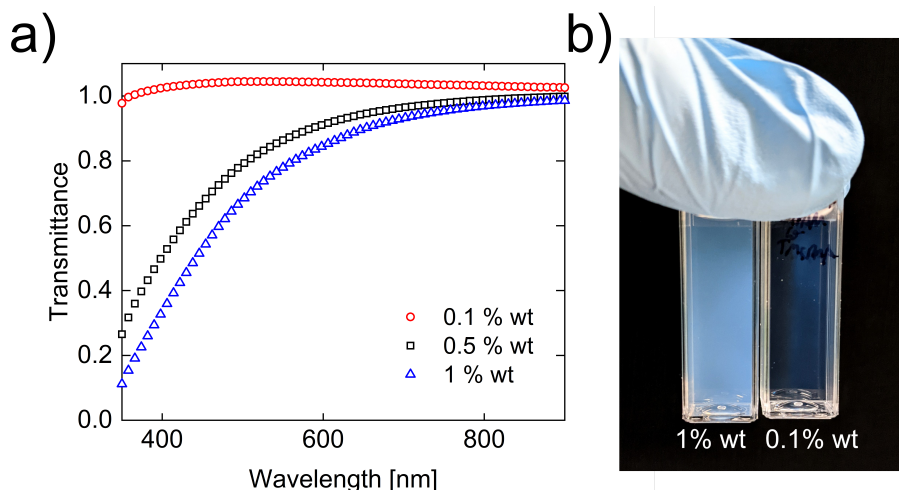 a)
b)
Transmittance
1.0
0.8
0.6
0.4
0.2
0.0
0.1 % wt
0.5 % wt
1 % wt
400
600
800
Wavelength [nm]
1% wt
0.1% wt